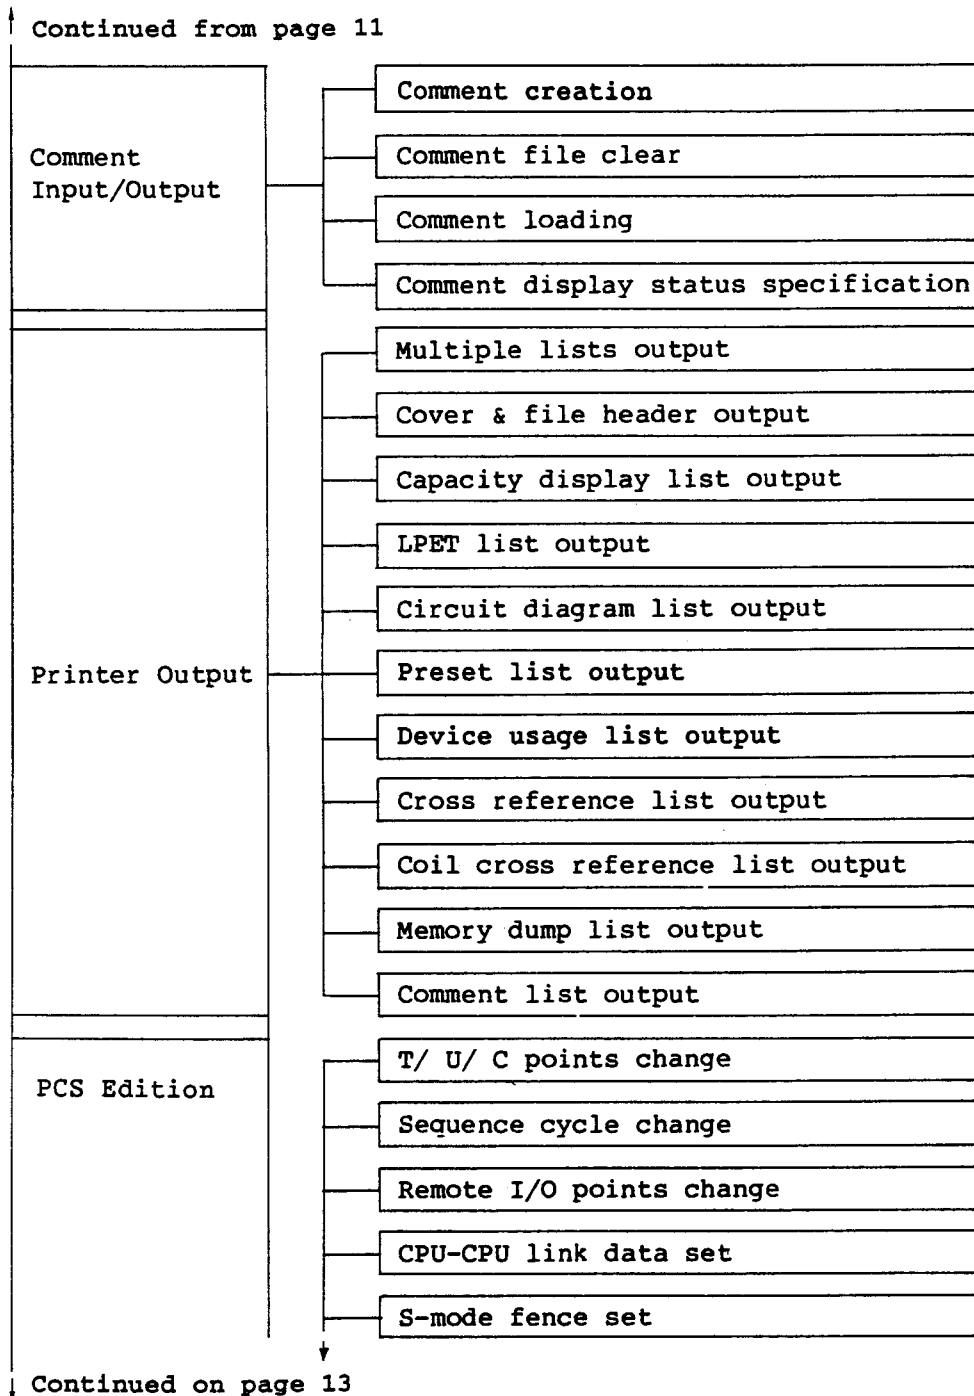 Continued from page 11
Comment creation
Comment file clear
Comment
Input/Output
Comment loading
Comment display status specification
Multiple lists output
Cover & file header output
Capacity display list output
LPET list output
Circuit diagram list output
Printer Output
Preset list output
Device usage list output
Cross reference list output
Coil cross reference list output
Memory dump list output
Comment list output
T/ U/ C points change
PCS Edition
Sequence cycle change
Remote I/O points change
CPU-CPU link data set
S-mode fence set
Continued on page 13